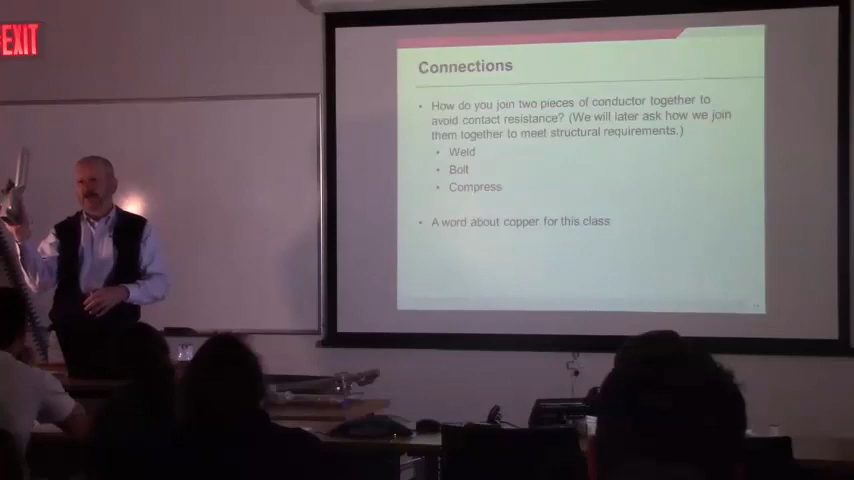 EXIT
Connections
• How do you join two pieces of conductor together to
avoid contact resistance? (We will later ask how we join
them together to meet structural requirements.)
• Weld
• Bolt
• Compress
• A word about copper for this class